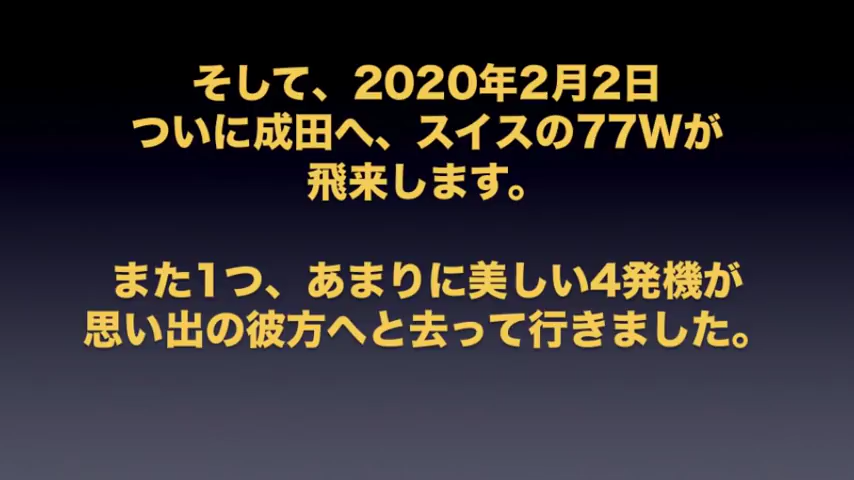 そして、2020年2月2日
ついに成田へ、スイスの77Wが
飛来します。
また1つ、あまりに美しい4発機が
思い出の彼方へと去って行きました。